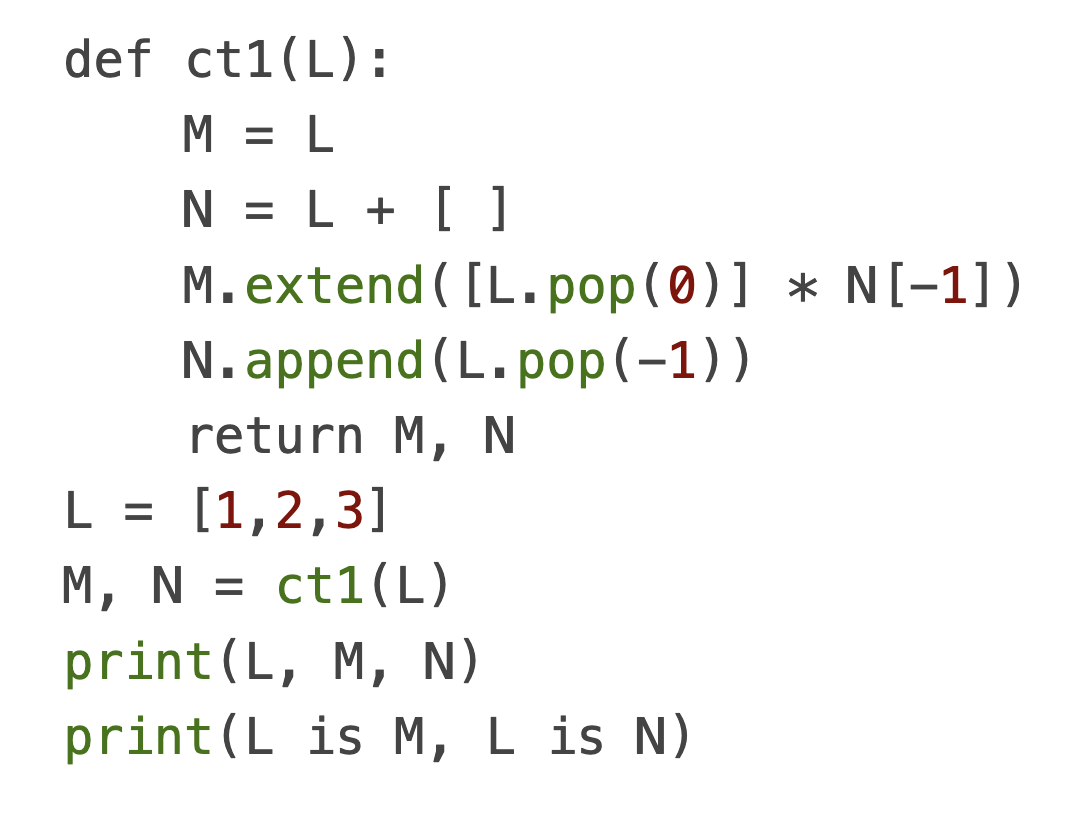 def ct1(L):
    M = L
    N = L + [ ]
    M.extend([L.pop(0)] * N[-1])
    N.append(L.pop(-1))
    return M, N
L = [1,2,3]
M, N = ct1(L)
print(L, M, N)
print(L is M, L is N)